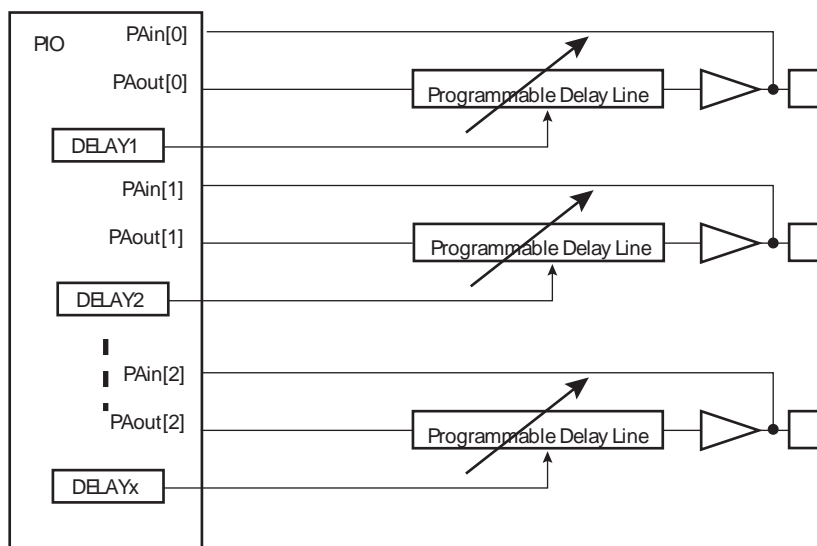 PIO
PAin[0]
PAout[0]
Programmable Delay Line
DELAY1
PAin[1]
PAout[1]
Programmable Delay Line
DELAY2
PAin[2]
PAout[2]
Programmable Delay Line
DELAYx